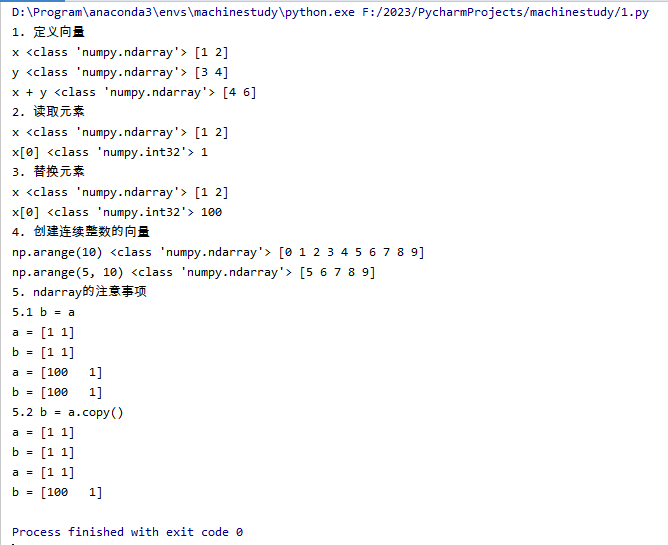 D:\Program\anaconda3\envs\machinestudy\python.exe F:/2023/PycharmProjects/machinestudy/1.py
1. 定义向量
x <class 'numpy.ndarray'> [1 2]
y <class 'numpy.ndarray'> [3 4]
x + y <class 'numpy.ndarray'> [4 6]
2. 读取元素
x <class 'numpy.ndarray'> [1 2]
x[0] <class 'numpy.int32'> 1
3. 替换元素
x <class 'numpy.ndarray'> [1 2]
x[0] <class 'numpy.int32'> 100
4. 创建连续整数的向量
np.arange(10) <class 'numpy.ndarray'> [0 1 2 3 4 5 6 7 8 9]
np.arange(5, 10) <class 'numpy.ndarray'> [5 6 7 8 9]
5. ndarray的注意事项
5.1 b = a
a = [1 1]
b = [1 1]
a = [100   1]
b = [100   1]
5.2 b = a.copy()
a = [1 1]
b = [1 1]
a = [1 1]
b = [100   1]
Process finished with exit code 0